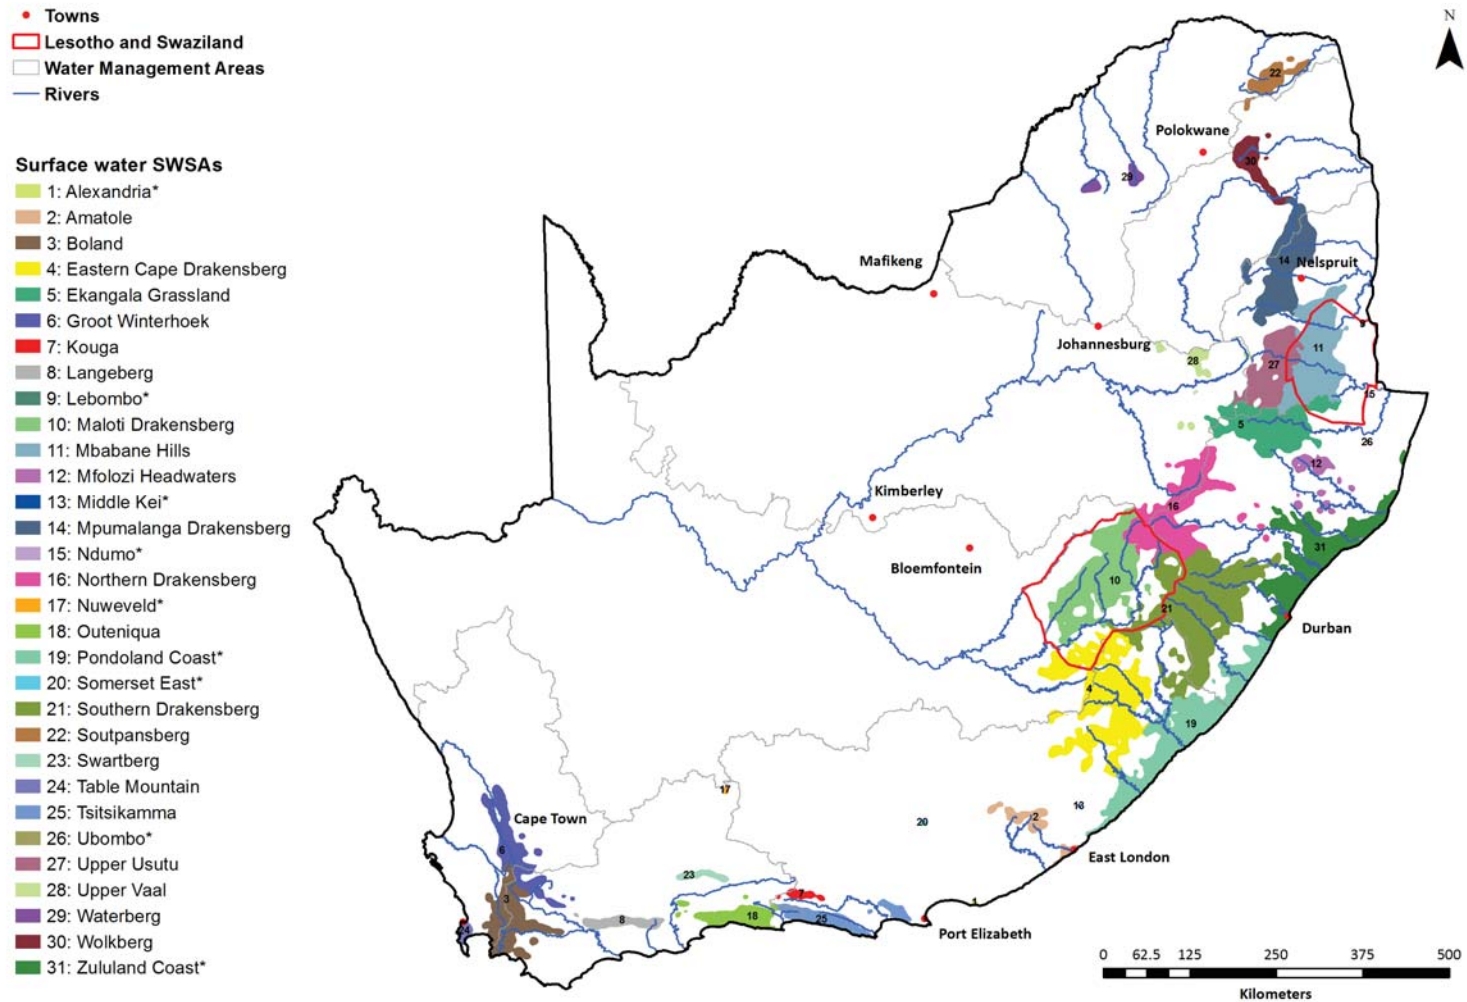 Towns
Lesotho and Swaziland
Water Management Areas
Rivers
Surface water SWSAs
1: Alexandria*
2: Amatole
3: Boland
4: Eastern Cape Drakensberg
5: Ekangala Grassland
6: Groot Winterhoek
7: Kouga
8: Langeberg
9: Lebombo*
10: Maloti Drakensberg
11: Mbabane Hills
12: Mfolozi Headwaters
13: Middle Kei*
14: Mpumalanga Drakensberg
15: Ndumo*
16: Northern Drakensberg
17: Nuweveld*
18: Outeniqua
19: Pondoland Coast*
20: Somerset East*
21: Southern Drakensberg
22: Soutpansberg
23: Swartberg
24: Table Mountain
25: Tsitsikamma
26: Ubombo*
27: Upper Usutu
28: Upper Vaal
29: Waterberg
30: Wolkberg
31: Zululand Coast*
N
22
Polokwane
30
29
Mafikeng
14
Nelspruit
9
Johannesburg
28
27
11
15
5
26
12
Kimberley
16
31
Bloemfontein
10
21
Durban
4
19
17
13
Cape Town
20
2
6
East London
23
7
3
8
18
25
1
24
Port Elizabeth
0 62.5 125 250 375 500
Kilometers